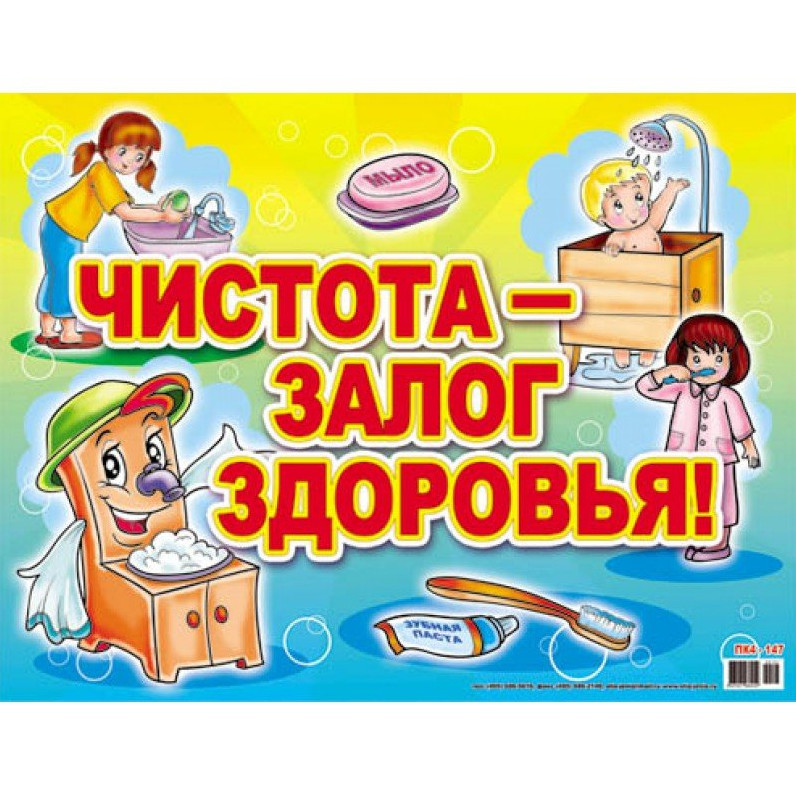 МЫЛО
ЧИСТОТА –
ЗАЛОГ
ЗДОРОВЬЯ!
ЗУБНАЯ
ПАСТА
ПК4 - 147